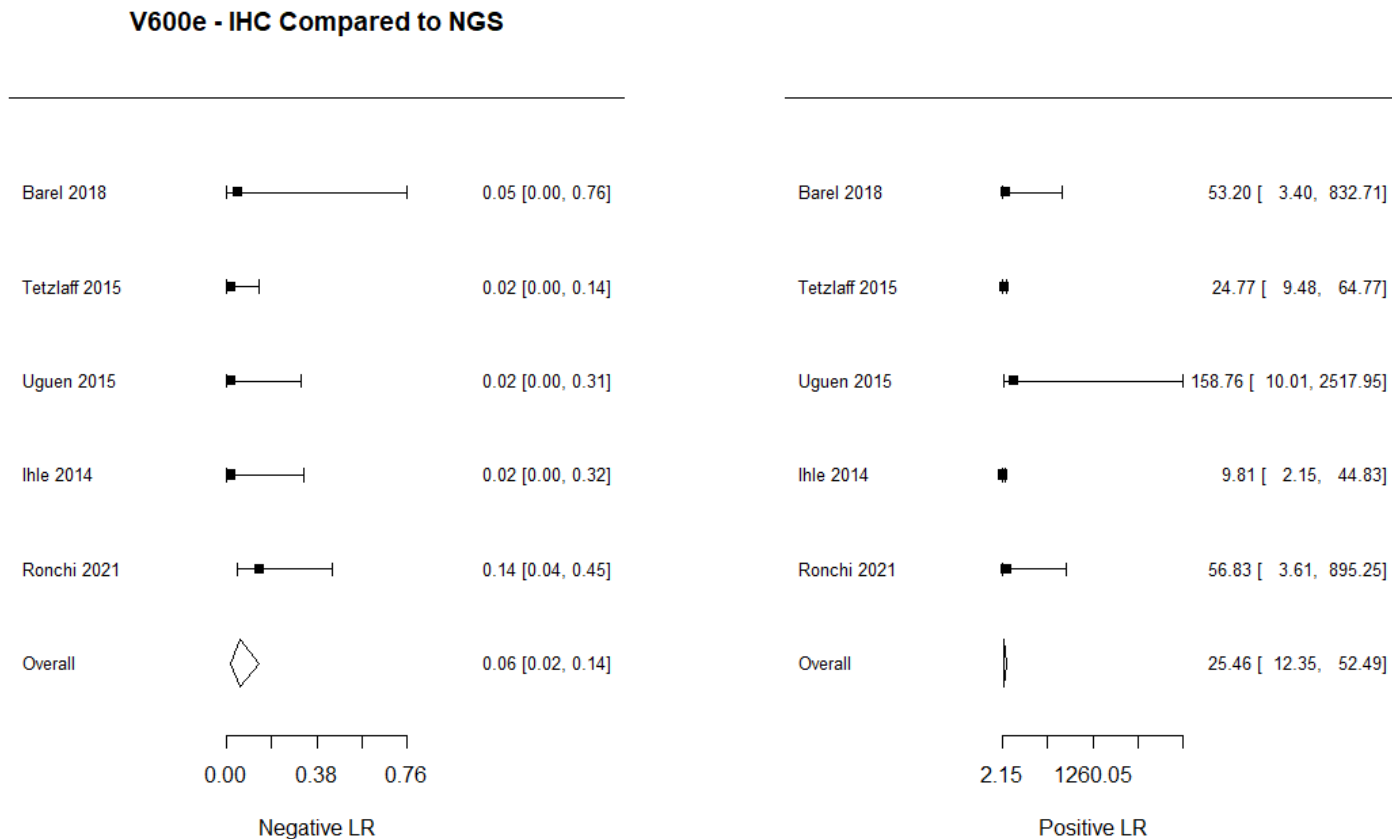 V600e - IHC Compared to NGS
Barel 2018 0.05 [0.00, 0.76] Barel 2018 53.20 [ 3.40, 832.71]
Tetzlaff 2015 0.02 [0.00, 0.14] Tetzlaff 2015 24.77 [ 9.48, 64.77]
Uguen 2015 0.02 [0.00, 0.31] Uguen 2015 158.76 [ 10.01, 2517.95]
Ihle 2014 0.02 [0.00, 0.32] Ihle 2014 9.81 [ 2.15, 44.83]
Ronchi 2021 0.14 [0.04, 0.45] Ronchi 2021 56.83 [ 3.61, 895.25]
Overall 0.06 [0.02, 0.14] Overall 25.46 [ 12.35, 52.49]
0.00 0.38 0.76 2.15 1260.05
Negative LR Positive LR